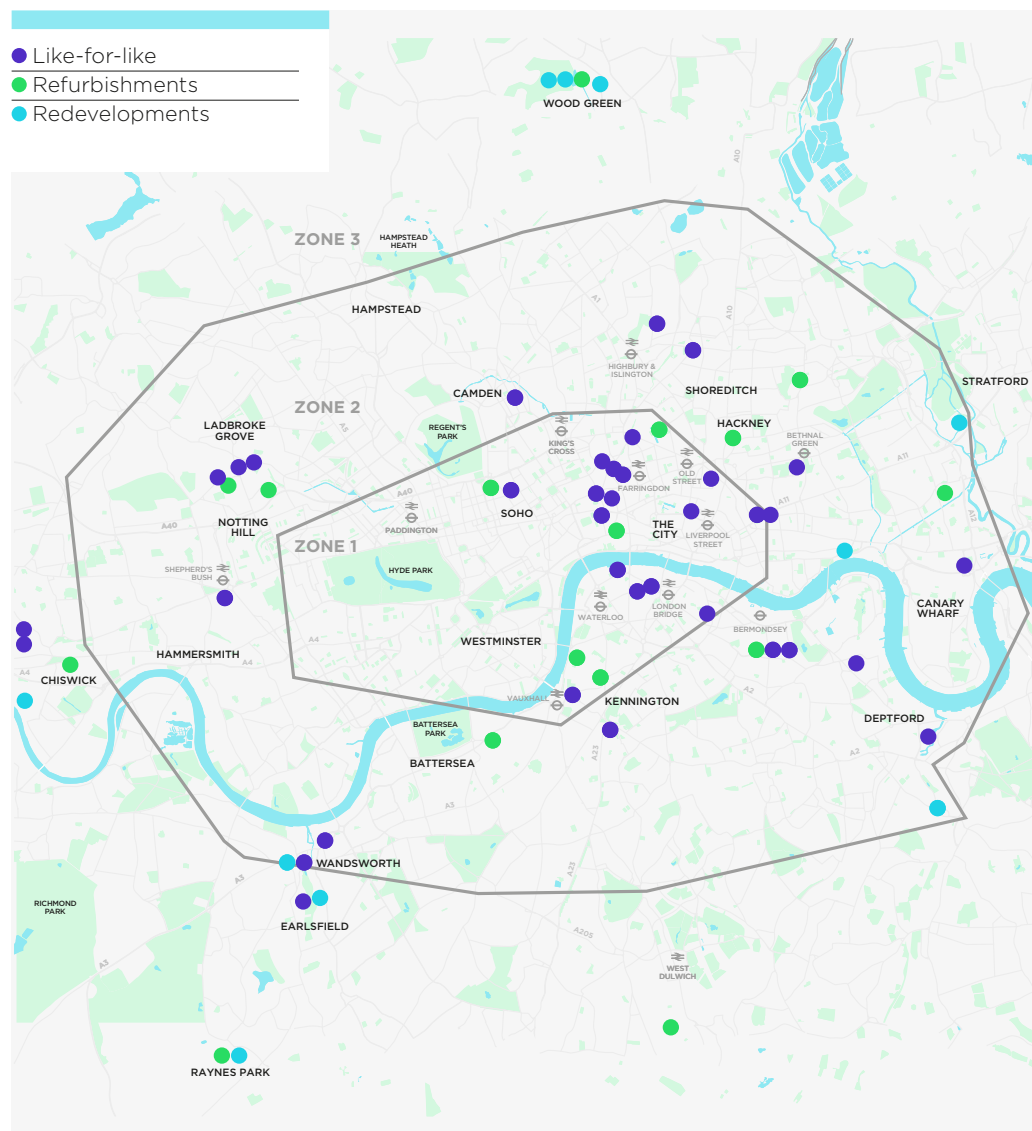 Like-for-like
Refurbishments
Redevelopments
WOOD GREEN
A10
ZONE 3
HAMPSTEAD
HEATH
HAMPSTEAD
A1
A10
HIGHBURY &
ISLINGTON
STRATFORD
SHOREDITCH
CAMDEN
ZONE 2
LADBROKE
GROVE
A5
REGENT'S
PARK
KING'S
CROSS
HACKNEY
BETHNAL
GREEN
A11
OLD
STREET
FARRINGDON
A40
A11
SOHO
PADDINGTON
NOTTING
HILL
A40
THE
CITY
LIVERPOOL
STREET
A12
ZONE 1
HYDE PARK
SHEPHERD'S
BUSH
WATERLOO
LONDON
BRIDGE
BERMONDSEY
CANARY
WHARF
WESTMINSTER
A4
HAMMERSMITH
A4
A4
CHISWICK
VAUXHALL
KENNINGTON
A2
DEPTFORD
BATTERSEA
PARK
A23
A2
BATTERSEA
A3
WANDSWORTH
A23
A3
RICHMOND
PARK
EARLSFIELD
A205
A3
WEST
DULWICH
RAYNES PARK